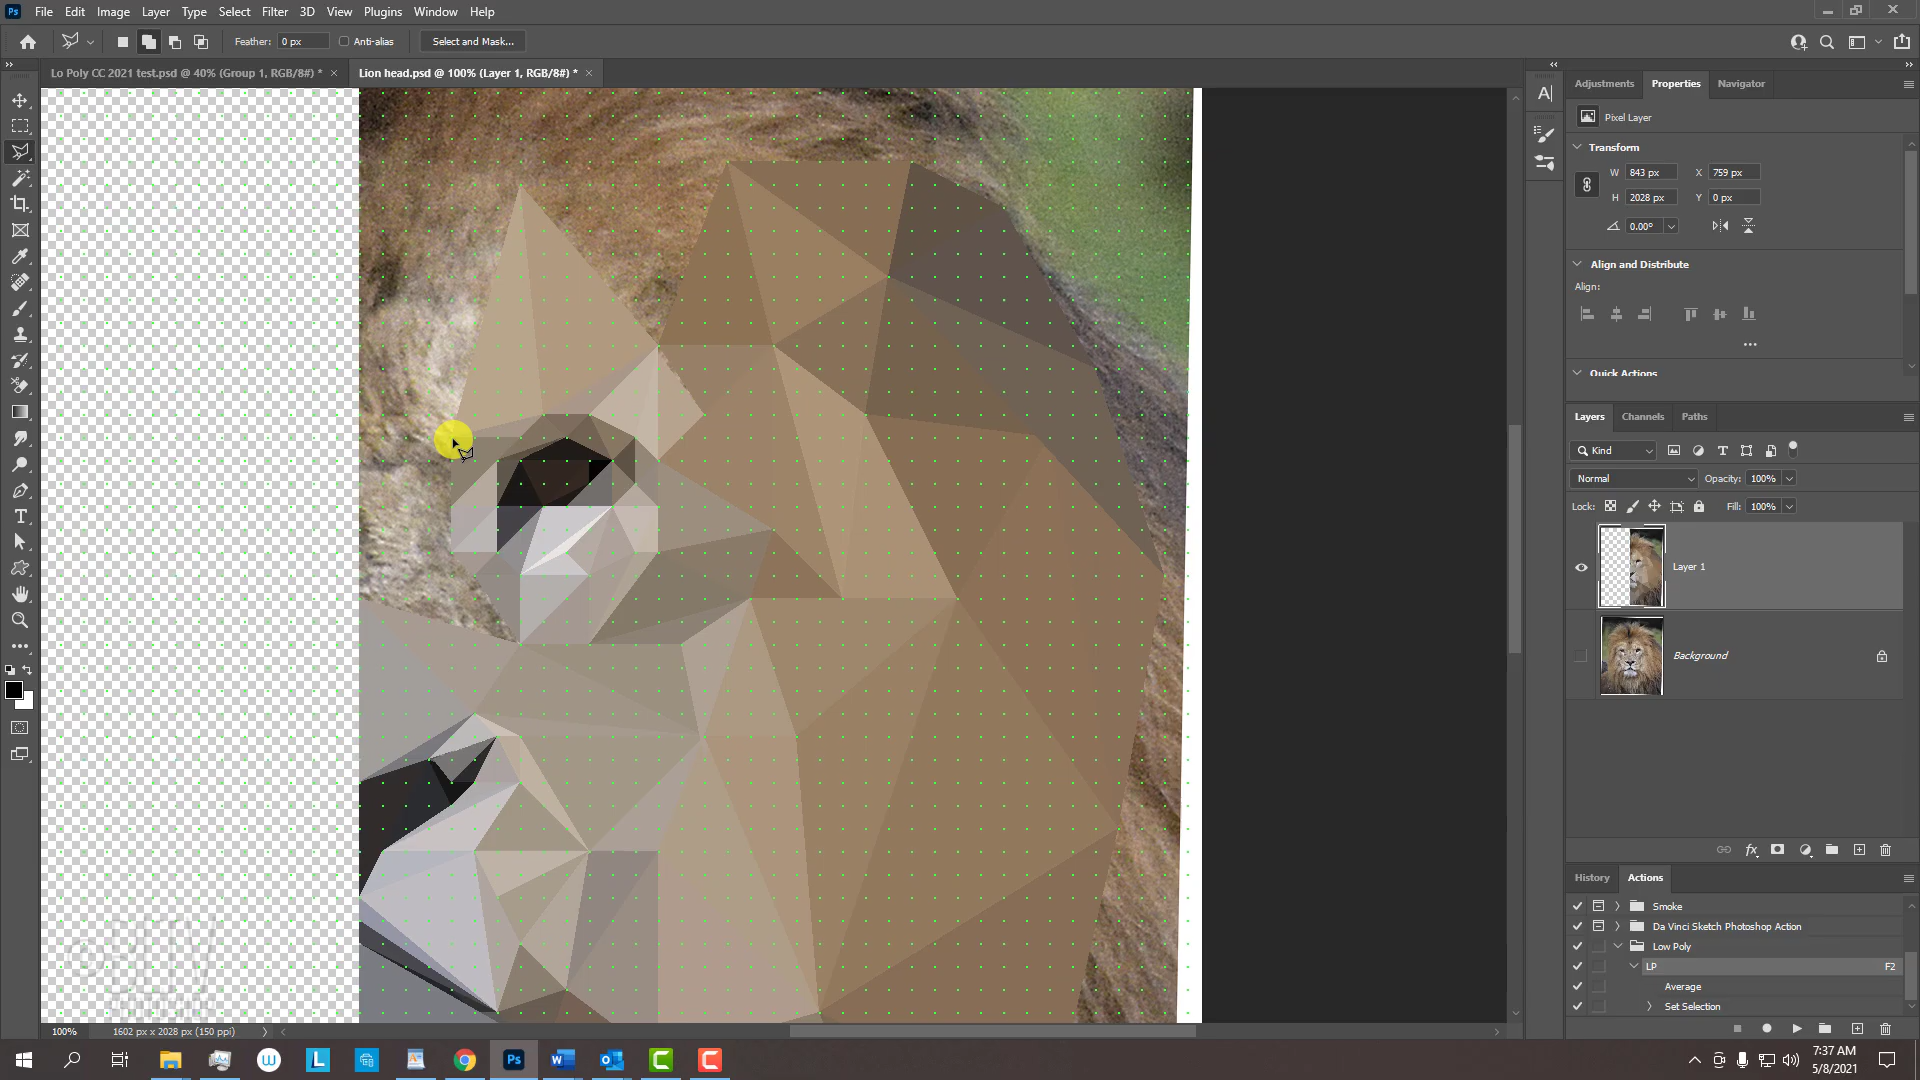 Ps File Edit Image Layer Type Select Filter 3D View Plugins Window Help
Feather: 0 px Anti-alias Select and Mask...
Lo Poly CC 2021 test.psd @ 40% (Group 1, RGB/8#) * × Lion head.psd @ 100% (Layer 1, RGB/8#) * ×
Adjustments Properties Navigator
Pixel Layer
Transform
W 843 px X 759 px
H 2028 px Y 0 px
0.00°
Align and Distribute
Align:
Quick Actions
Layers Channels Paths
Kind
Normal Opacity: 100%
Lock: Fill: 100%
Layer 1
Background
History Actions
Smoke
Da Vinci Sketch Photoshop Action
Low Poly
LP F2
Average
Set Selection
100% 1602 px x 2028 px (150 ppi)
7:37 AM
5/8/2021